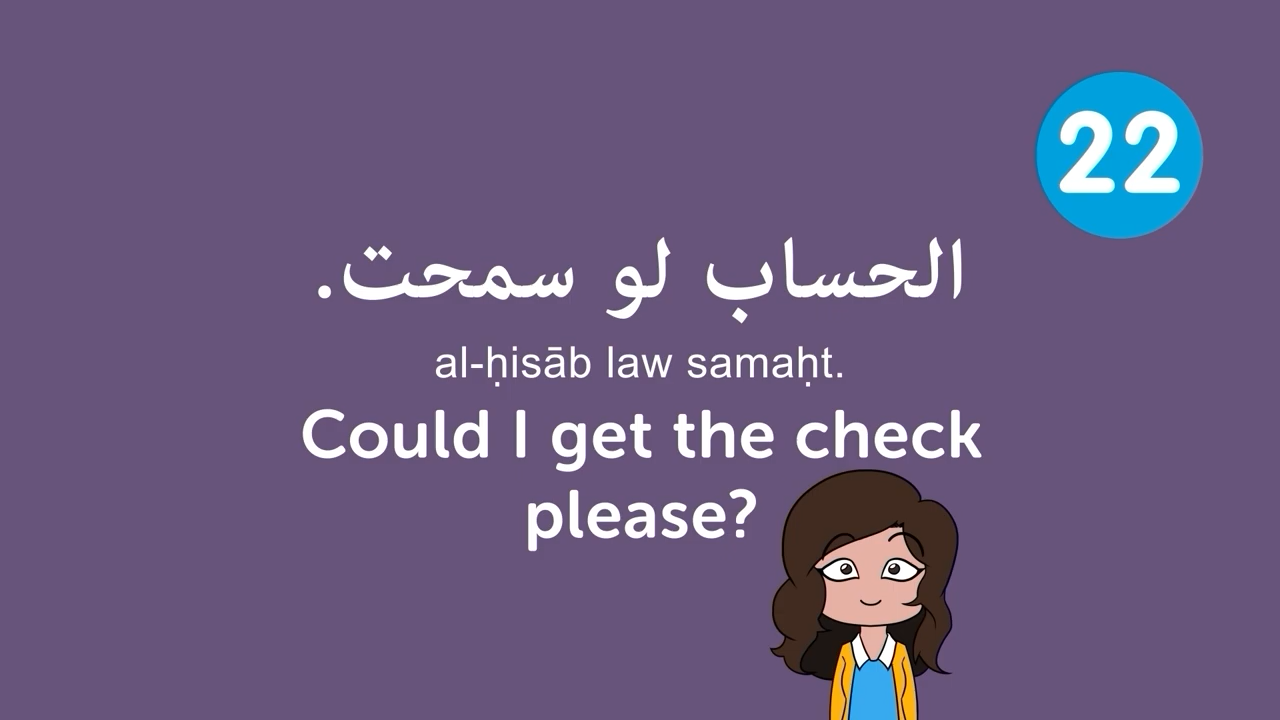 22
الحساب لو سمحت.
al-ḥisāb law samaḥt.
Could I get the check
please?